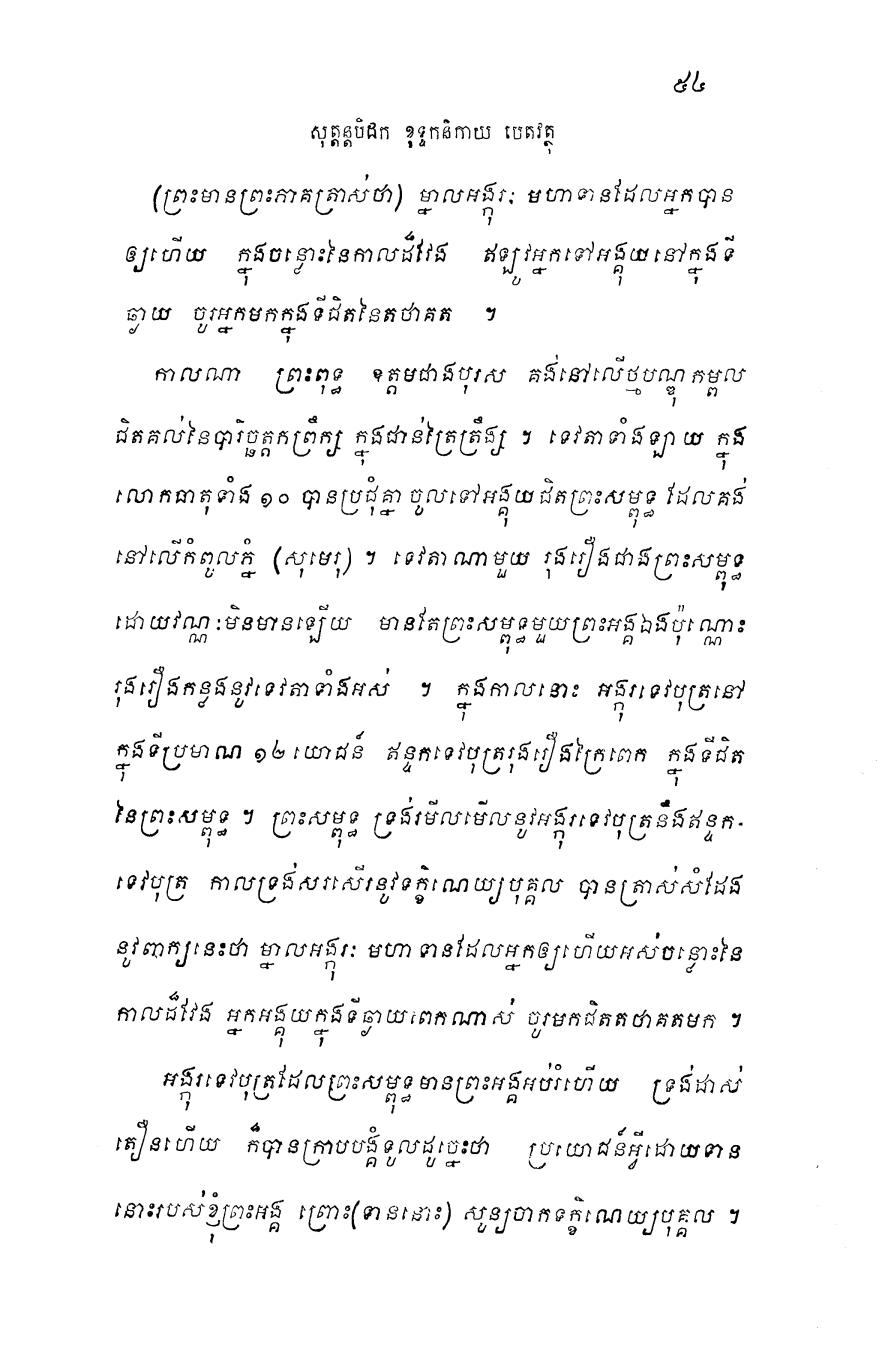 ៥៤
សុត្តន្តបិដក ខុទ្ទកនិកាយ បេតវត្ថុ
(ព្រះមានព្រះភាគត្រាស់ថា) ម្នាលអង្កុរៈ មហាទានដែលអ្នកបាន
ឲ្យហើយ ក្នុងចន្លោះនៃកាលដ៏វែង ឥឡូវអ្នកទៅអង្គុយនៅក្នុងទី
ឆ្ងាយ ចូរអ្នកមកក្នុងទីជិតនៃតថាគត ។
កាលណា ព្រះពុទ្ធ ឧត្តមជាងបុរស គង់នៅលើថ្មបណ្ឌុកម្ពល
ជិតគល់នៃបារិច្ឆត្តកព្រឹក្ស ក្នុងជាន់ត្រៃត្រឹង្ស ។ ទេវតាទាំងឡាយ ក្នុង
លោកធាតុទាំង ១០ បានប្រជុំគ្នា ចូលទៅអង្គុយជិតព្រះសម្ពុទ្ធ ដែលគង់
នៅលើកំពូលភ្នំ (សុមេរុ) ។ ទេវតាណាមួយ រុងរឿងជាងព្រះសម្ពុទ្ធ
ដោយវណ្ណៈមិនមានឡើយ មានតែព្រះសម្ពុទ្ធមួយព្រះអង្គឯងប៉ុណ្ណោះ
រុងរឿងកន្លងនូវទេវតាទាំងអស់ ។ ក្នុងកាលនោះ អង្កុរទេវបុត្រនៅ
ក្នុងទីប្រមាណ ១២ យោជន៍ ឥន្ទកទេវបុត្ររុងរឿងក្រៃពេក ក្នុងទីជិត
នៃព្រះសម្ពុទ្ធ ។ ព្រះសម្ពុទ្ធ ទ្រង់រមីលមើលនូវអង្កុរទេវបុត្រនឹងឥន្ទក-
ទេវបុត្រ កាលទ្រង់សរសើរនូវទក្ខិណេយ្យបុគ្គល បានត្រាស់សំដែង
នូវពាក្យនេះថា ម្នាលអង្កុរៈ មហាទានដែលអ្នកឲ្យហើយអស់ចន្លោះនៃ
កាលដ៏វែង អ្នកអង្គុយក្នុងទីឆ្ងាយពេកណាស់ ចូរមកជិតតថាគតមក ។
អង្កុរទេវបុត្រដែលព្រះសម្ពុទ្ធមានព្រះអង្គអប់រំហើយ ទ្រង់ដាស់
តឿនហើយ ក៏បានក្រាបបង្គំទូលដូច្នេះថា ប្រយោជន៍អ្វីដោយទាន
នោះរបស់ខ្ញុំព្រះអង្គ ព្រោះ(ទាននោះ) សូន្យចាកទក្ខិណេយ្យបុគ្គល ។